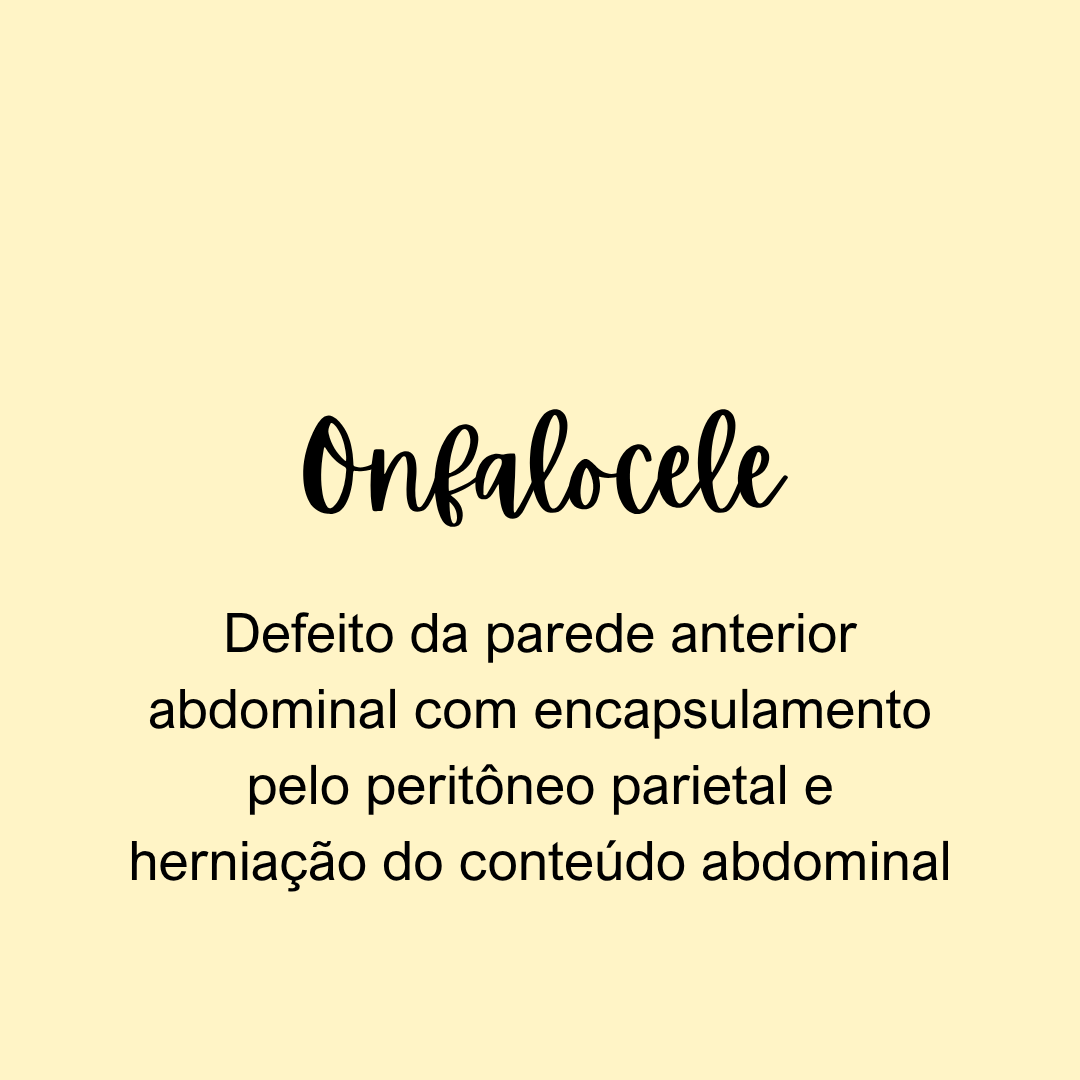 Onfalocele
Defeito da parede anterior
abdominal com encapsulamento
pelo peritôneo parietal e
herniação do conteúdo abdominal